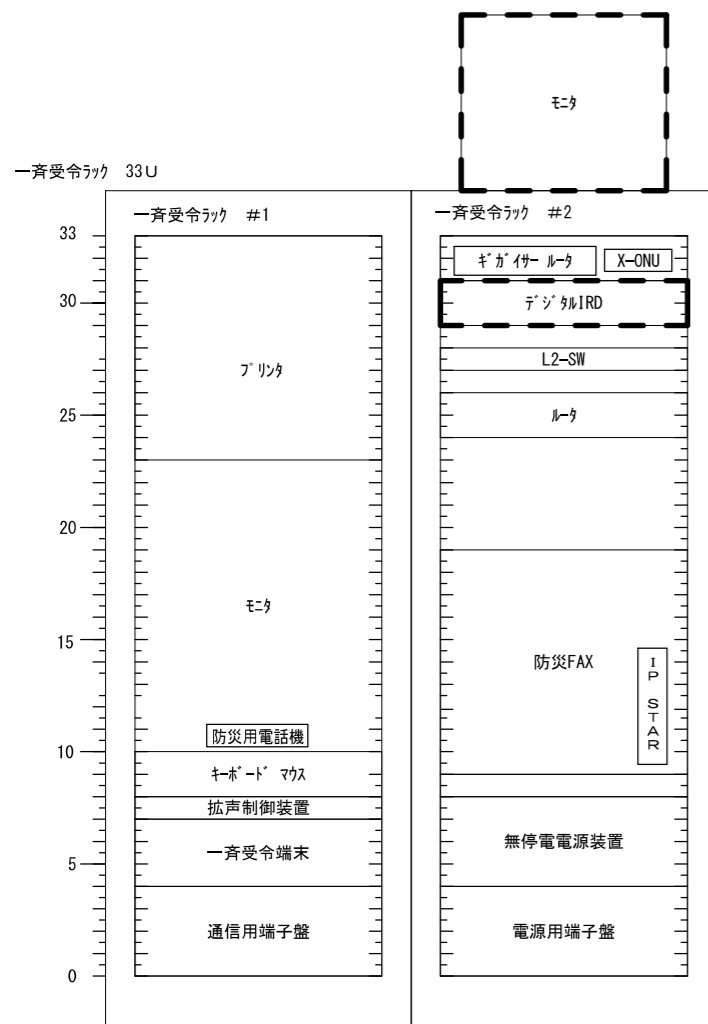 モニタ
一斉受令ラック 33U
一斉受令ラック #1
一斉受令ラック #2
33
30
25
20
15
10
5
0
プリンタ
モニタ
防災用電話機
キーボード マウス
拡声制御装置
一斉受令端末
通信用端子盤
ギガイサー ルータ
X-ONU
デジタルIRD
L2-SW
ルータ
防災FAX
IP STAR
無停電電源装置
電源用端子盤